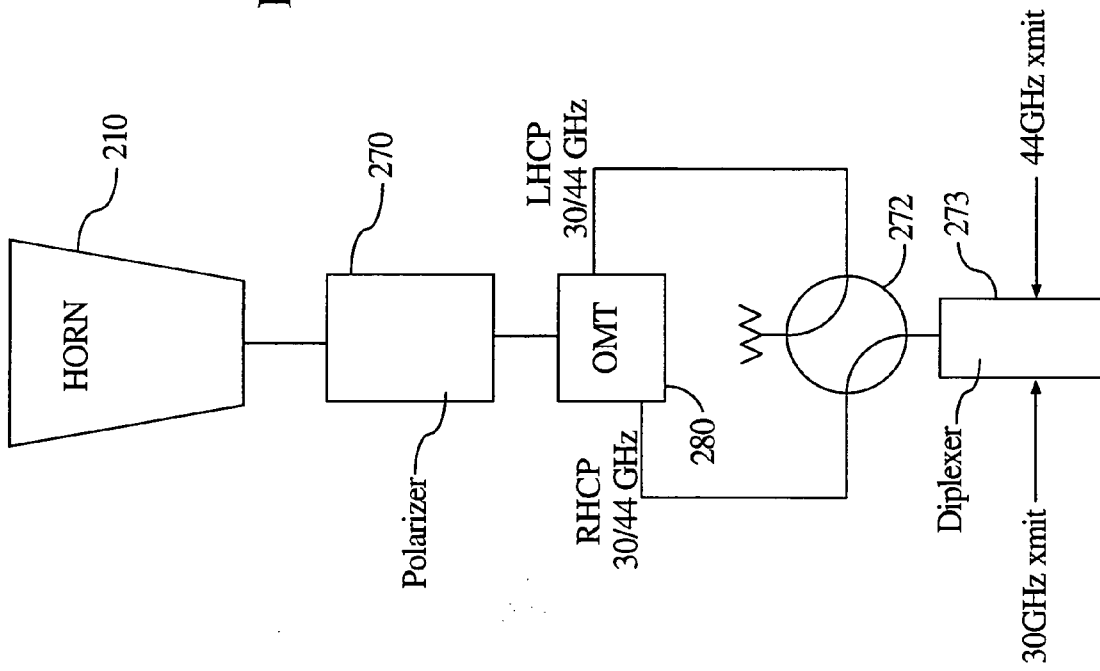 HORN
210
270
Polarizer
LHCP
30/44 GHz
OMT
RHCP
30/44 GHz
280
272
273
Diplexer
30GHz xmit
44GHz xmit